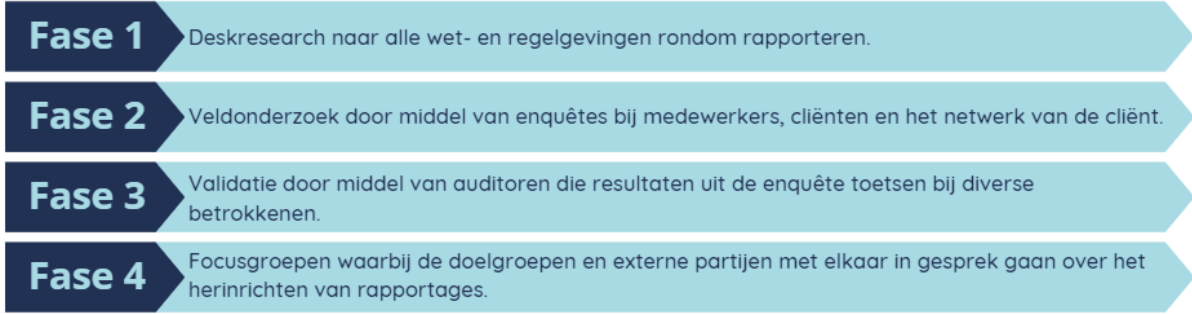 Fase 1
Deskresearch naar alle wet- en regelgevingen rondom rapporteren.
Fase 2
Veldonderzoek door middel van enquêtes bij medewerkers, cliënten en het netwerk van de cliënt.
Fase 3
Validatie door middel van auditoren die resultaten uit de enquête toetsen bij diverse
betrokkenen.
Fase 4
Focusgroepen waarbij de doelgroepen en externe partijen met elkaar in gesprek gaan over het
herinrichten van rapportages.